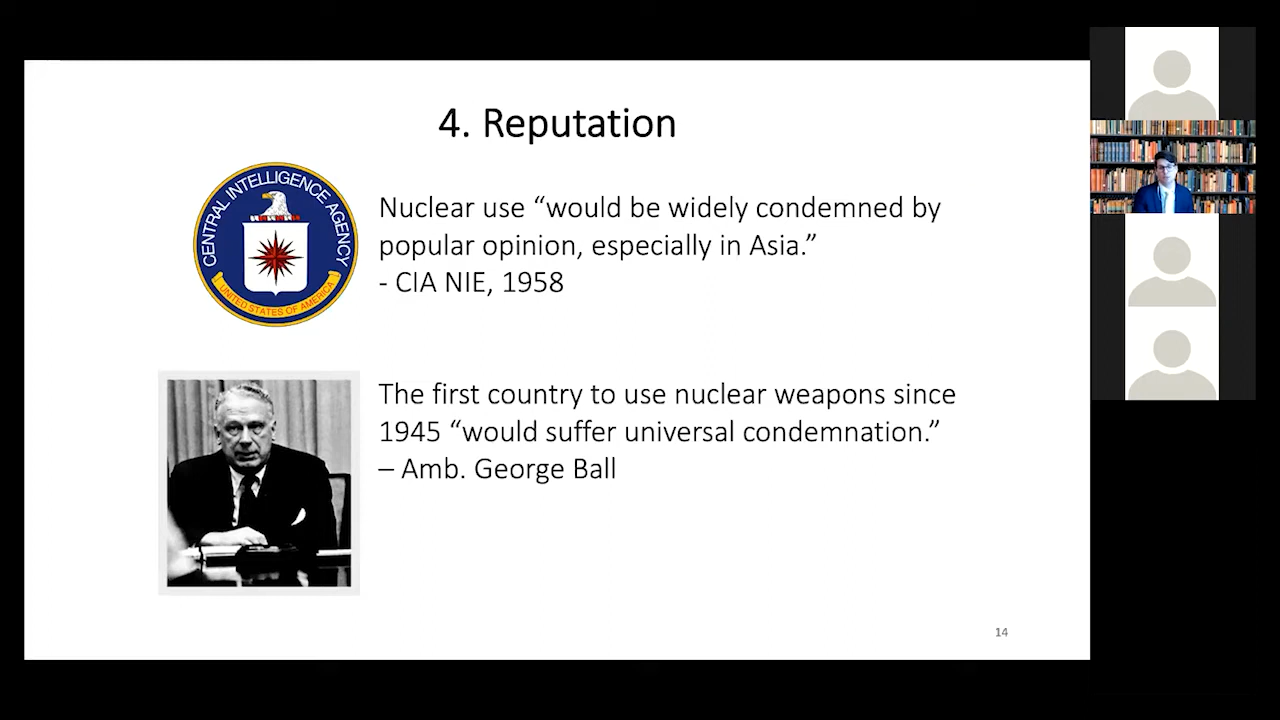 4. Reputation
CENTRAL INTELLIGENCE AGENCY
UNITED STATES OF AMERICA
Nuclear use “would be widely condemned by
popular opinion, especially in Asia.”
- CIA NIE, 1958
The first country to use nuclear weapons since
1945 “would suffer universal condemnation.”
– Amb. George Ball
14